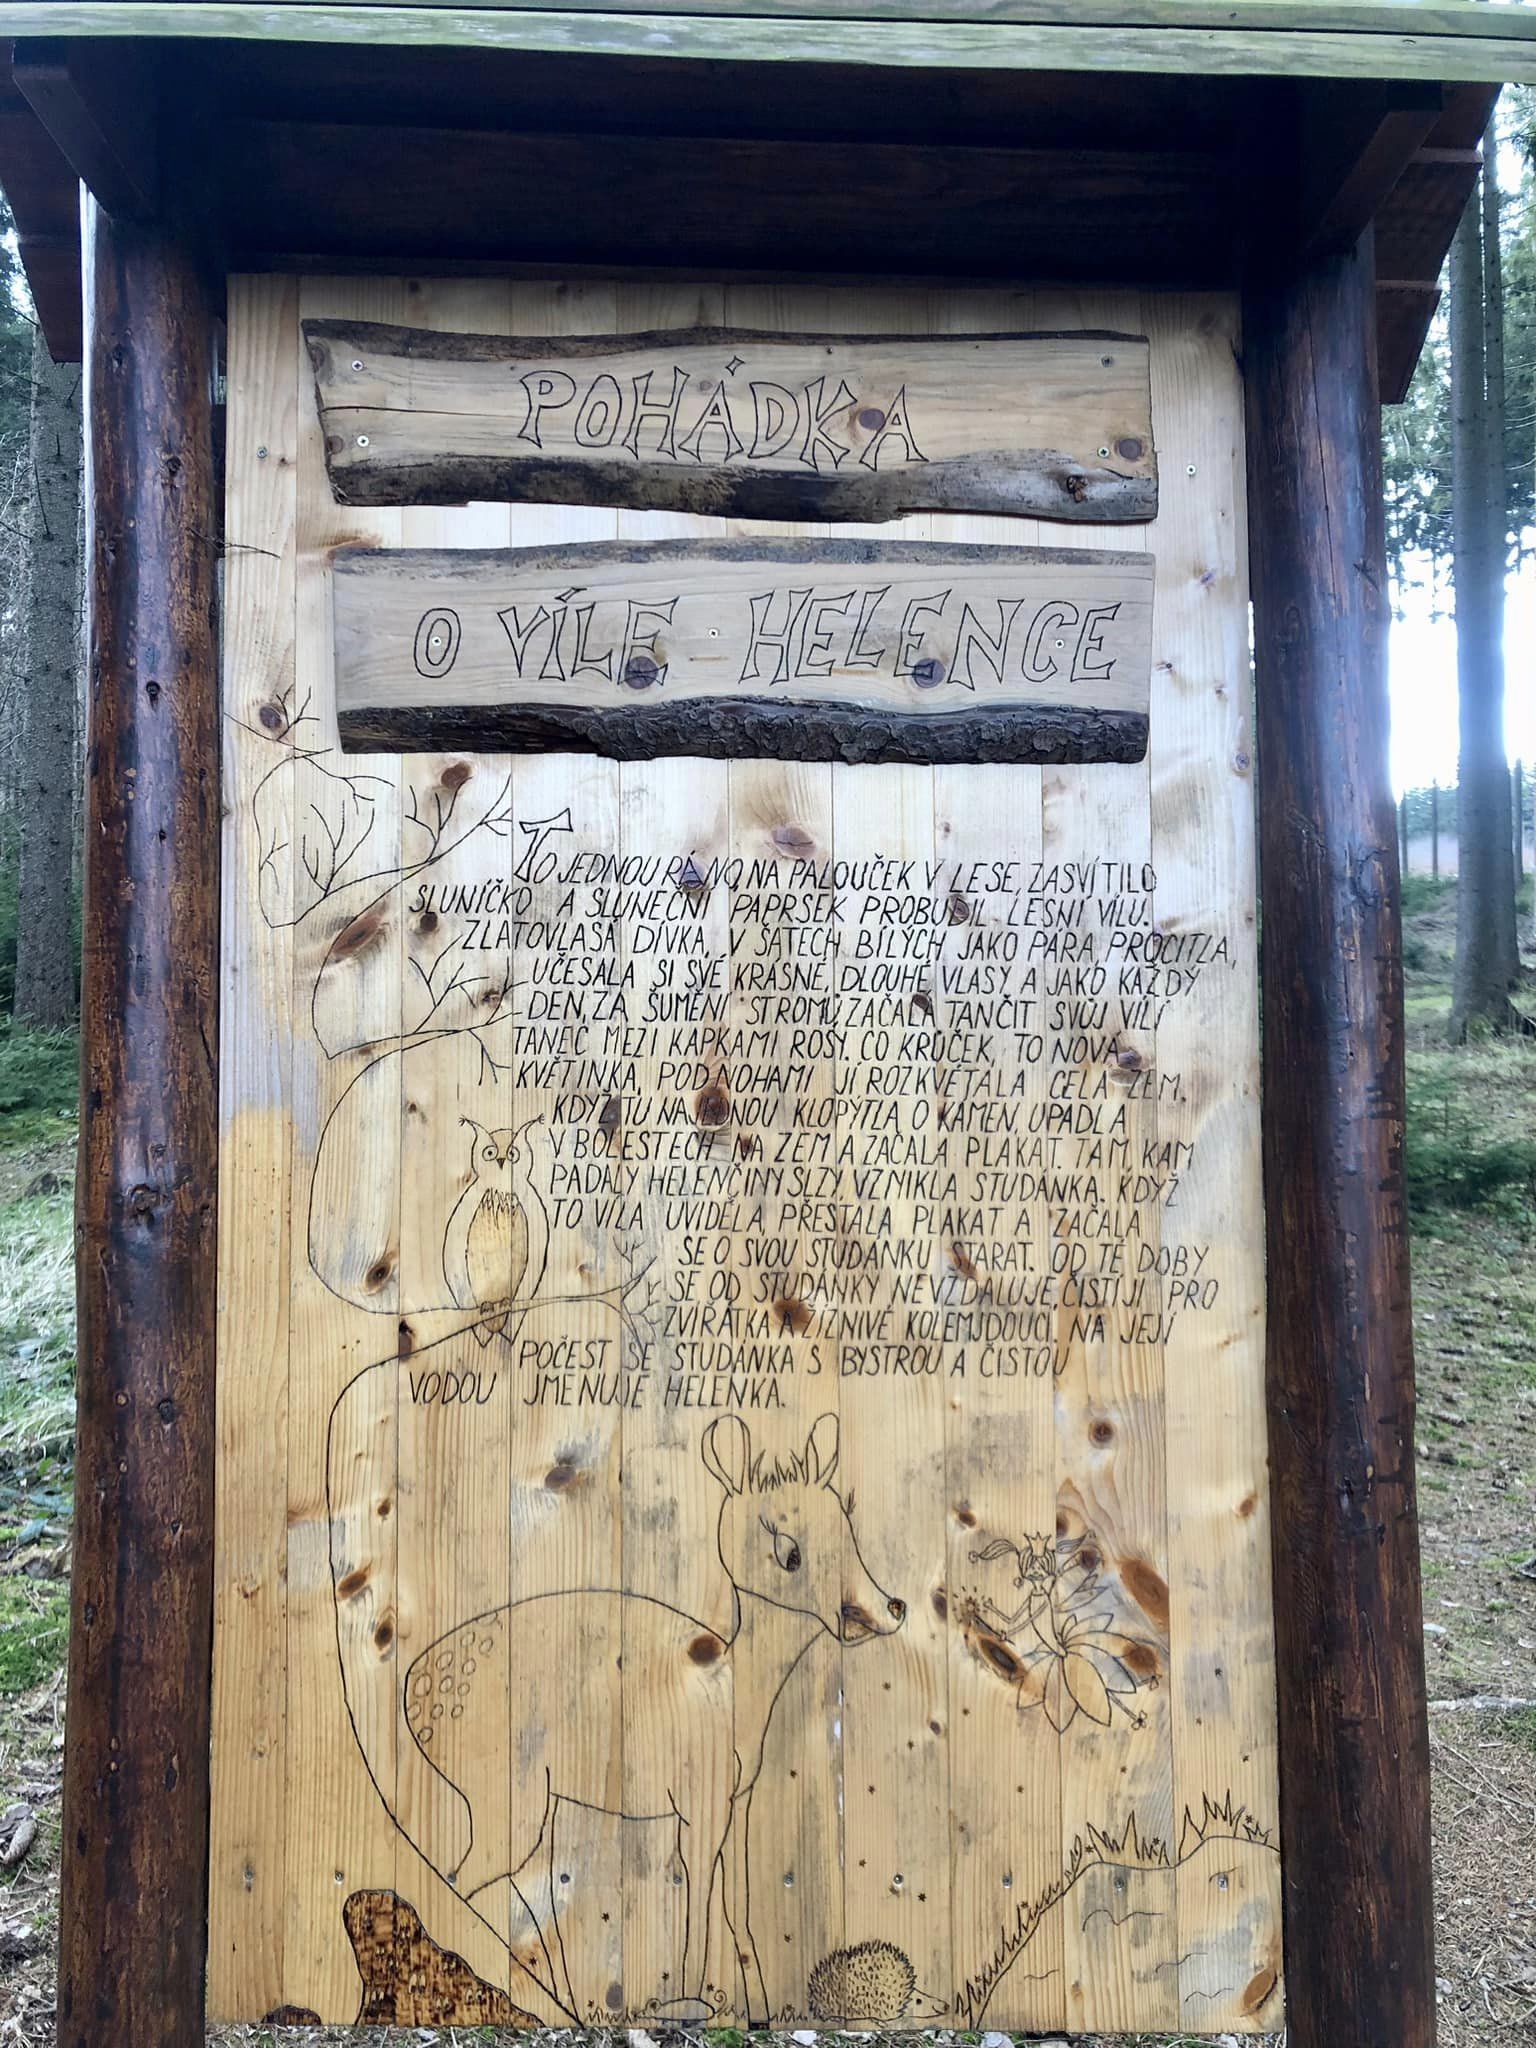 POHÁDKA
O VÍLE HELENCE
TO JEDNOU RÁNO, NA PALOUČEK V LESE, ZASVÍTILO
SLUNÍČKO A SLUNEČNÍ PAPRSEK PROBUDIL LESNÍ VÍLU.
ZLATOVLASÁ DÍVKA, V ŠATECH BÍLÝCH JAKO PÁRA, PROCITLA,
UČESALA SI SVÉ KRÁSNÉ, DLOUHÉ, VLASY A JAKO KAŽDÝ
DEN, ZA ŠUMĚNÍ STROMŮ, ZAČALA TANČIT SVŮJ VÍLÍ
TANEC MEZI KAPKAMI ROSY. CO KRŮČEK, TO NOVÁ
KVĚTINKA, POD NOHAMI JÍ ROZKVÉTALA CELÁ ZEM.
KDYŽ TU NAJEDNOU KLOPÝTLA O KÁMEN, UPADLA
V BOLESTECH NA ZEM A ZAČALA PLAKAT. TAM, KAM
PADALY HELENČINY SLZY, VZNIKLA STUDÁNKA. KDYŽ
TO VÍLA UVIDĚLA, PŘESTALA PLAKAT A ZAČALA
SE O SVOU STUDÁNKU STARAT. OD TÉ DOBY
SE OD STUDÁNKY NEVZDALUJE, ČISTÍ JI PRO
ZVÍŘÁTKA A ŽÍZNIVÉ KOLEMJDOUCÍ. NA JEJÍ
POČEST SE STUDÁNKA S BYSTROU A ČISTOU
VODOU JMENUJE HELENKA.